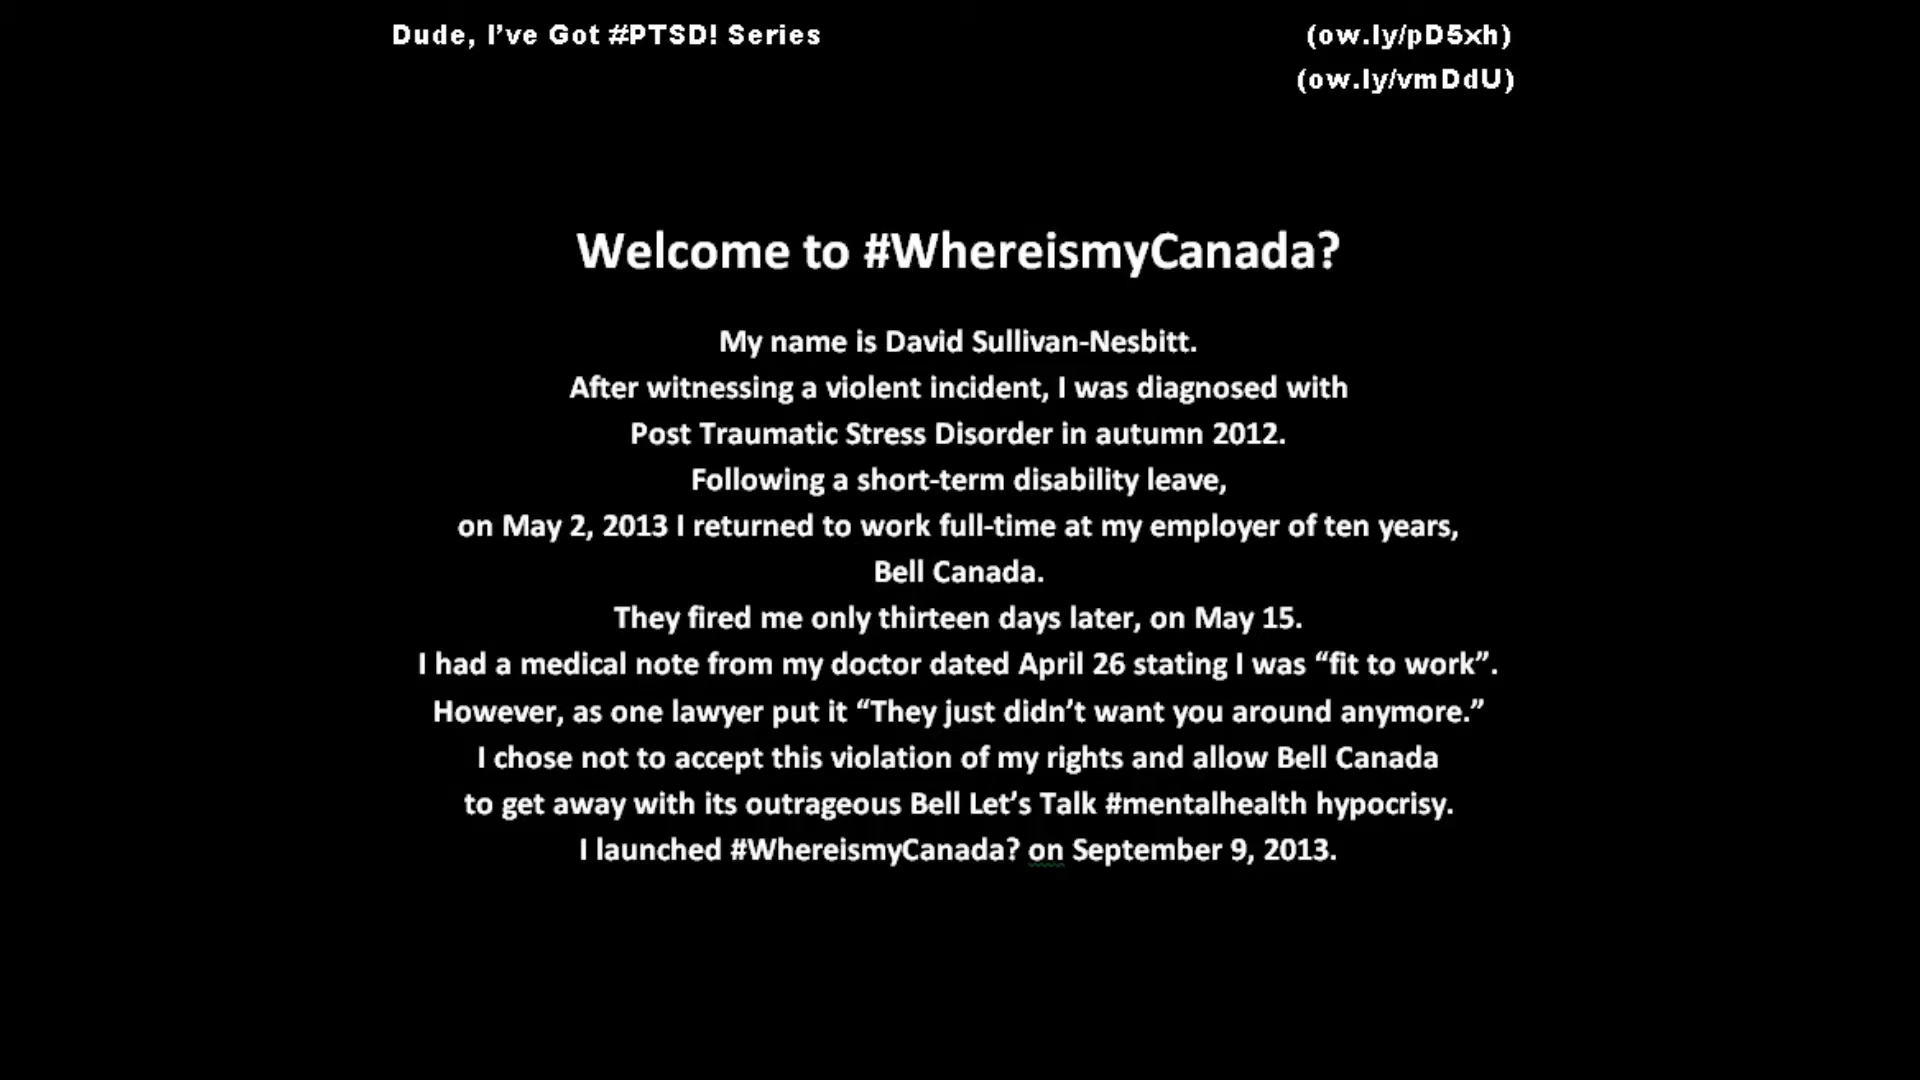 Dude, I’ve Got #PTSD! Series (ow.ly/pD5xh)
(ow.ly/vmDdU)
Welcome to #WhereismyCanada?
My name is David Sullivan-Nesbitt.
After witnessing a violent incident, I was diagnosed with
Post Traumatic Stress Disorder in autumn 2012.
Following a short-term disability leave,
on May 2, 2013 I returned to work full-time at my employer of ten years,
Bell Canada.
They fired me only thirteen days later, on May 15.
I had a medical note from my doctor dated April 26 stating I was “fit to work”.
However, as one lawyer put it “They just didn’t want you around anymore.”
I chose not to accept this violation of my rights and allow Bell Canada
to get away with its outrageous Bell Let’s Talk #mentalhealth hypocrisy.
I launched #WhereismyCanada? on September 9, 2013.